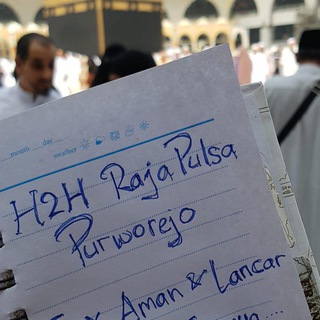 month day
weather
H2H Raja Pulsa
Purworejo
Aman & Lancar